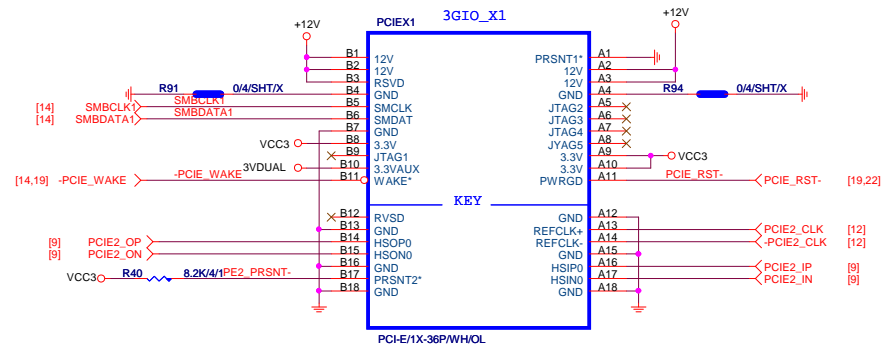 3GIO_X1
+12V PCIEX1 +12V
B1 12V PRSNT1* A1
B2 12V 12V A2
B3 RSVD 12V A3
R91 0/4/SHT/X B4 GND GND A4 R94 0/4/SHT/X
[14] SMBCLK1 SMBCLK1 B5 SMCLK JTAG2 A5
[14] SMBDATA1 SMBDATA1 B6 SMDAT JTAG3 A6
B7 GND JTAG4 A7
VCC3 B8 3.3V JYAG5 A8
B9 JTAG1 3.3V A9 VCC3
3VDUAL B10 3.3VAUX 3.3V A10
[14,19] -PCIE_WAKE -PCIE_WAKE B11 WAKE* PWRGD A11 PCIE_RST- PCIE_RST- [19,22]
KEY
B12 RVSD GND A12
B13 GND REFCLK+ A13 PCIE2_CLK [12]
[9] PCIE2_OP B14 HSOP0 REFCLK- A14 -PCIE2_CLK [12]
[9] PCIE2_ON B15 HSON0 GND A15
B16 GND HSIP0 A16 PCIE2_IP [9]
VCC3 R40 8.2K/4/1 PE2_PRSNT- B17 PRSNT2* HSIN0 A17 PCIE2_IN [9]
B18 GND GND A18
PCI-E/1X-36P/WH/OL